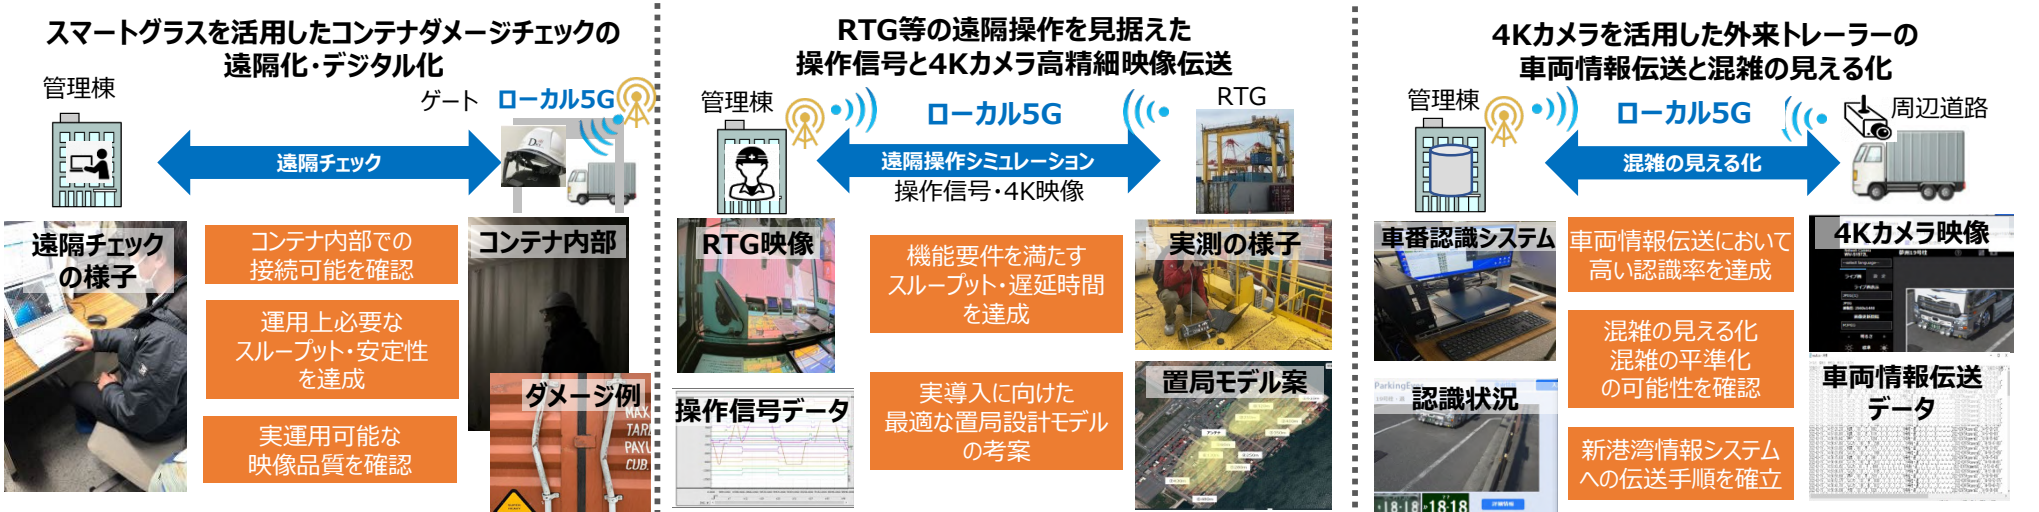 スマートグラスを活用したコンテナダメージチェックの
遠隔化・デジタル化
管理棟
ゲート
ローカル5G
遠隔チェック
遠隔チェック
の様子
コンテナ内部での
接続可能を確認
運用上必要な
スループット・安定性
を達成
実運用可能な
映像品質を確認
コンテナ内部
ダメージ例
RTG等の遠隔操作を見据えた
操作信号と4Kカメラ高精細映像伝送
管理棟
ローカル5G
RTG
遠隔操作シミュレーション
操作信号・4K映像
RTG映像
操作信号データ
機能要件を満たす
スループット・遅延時間
を達成
実導入に向けた
最適な置局設計モデル
の考案
実測の様子
置局モデル案
アンテナ
4Kカメラを活用した外来トレーラーの
車両情報伝送と混雑の見える化
管理棟
ローカル5G
周辺道路
混雑の見える化
車番認識システム
認識状況
ParkingEye
18-18
18-18
車両情報伝送において
高い認識率を達成
混雑の見える化
混雑の平準化
の可能性を確認
新港湾情報システム
への伝送手順を確立
4Kカメラ映像
車両情報伝送
データ